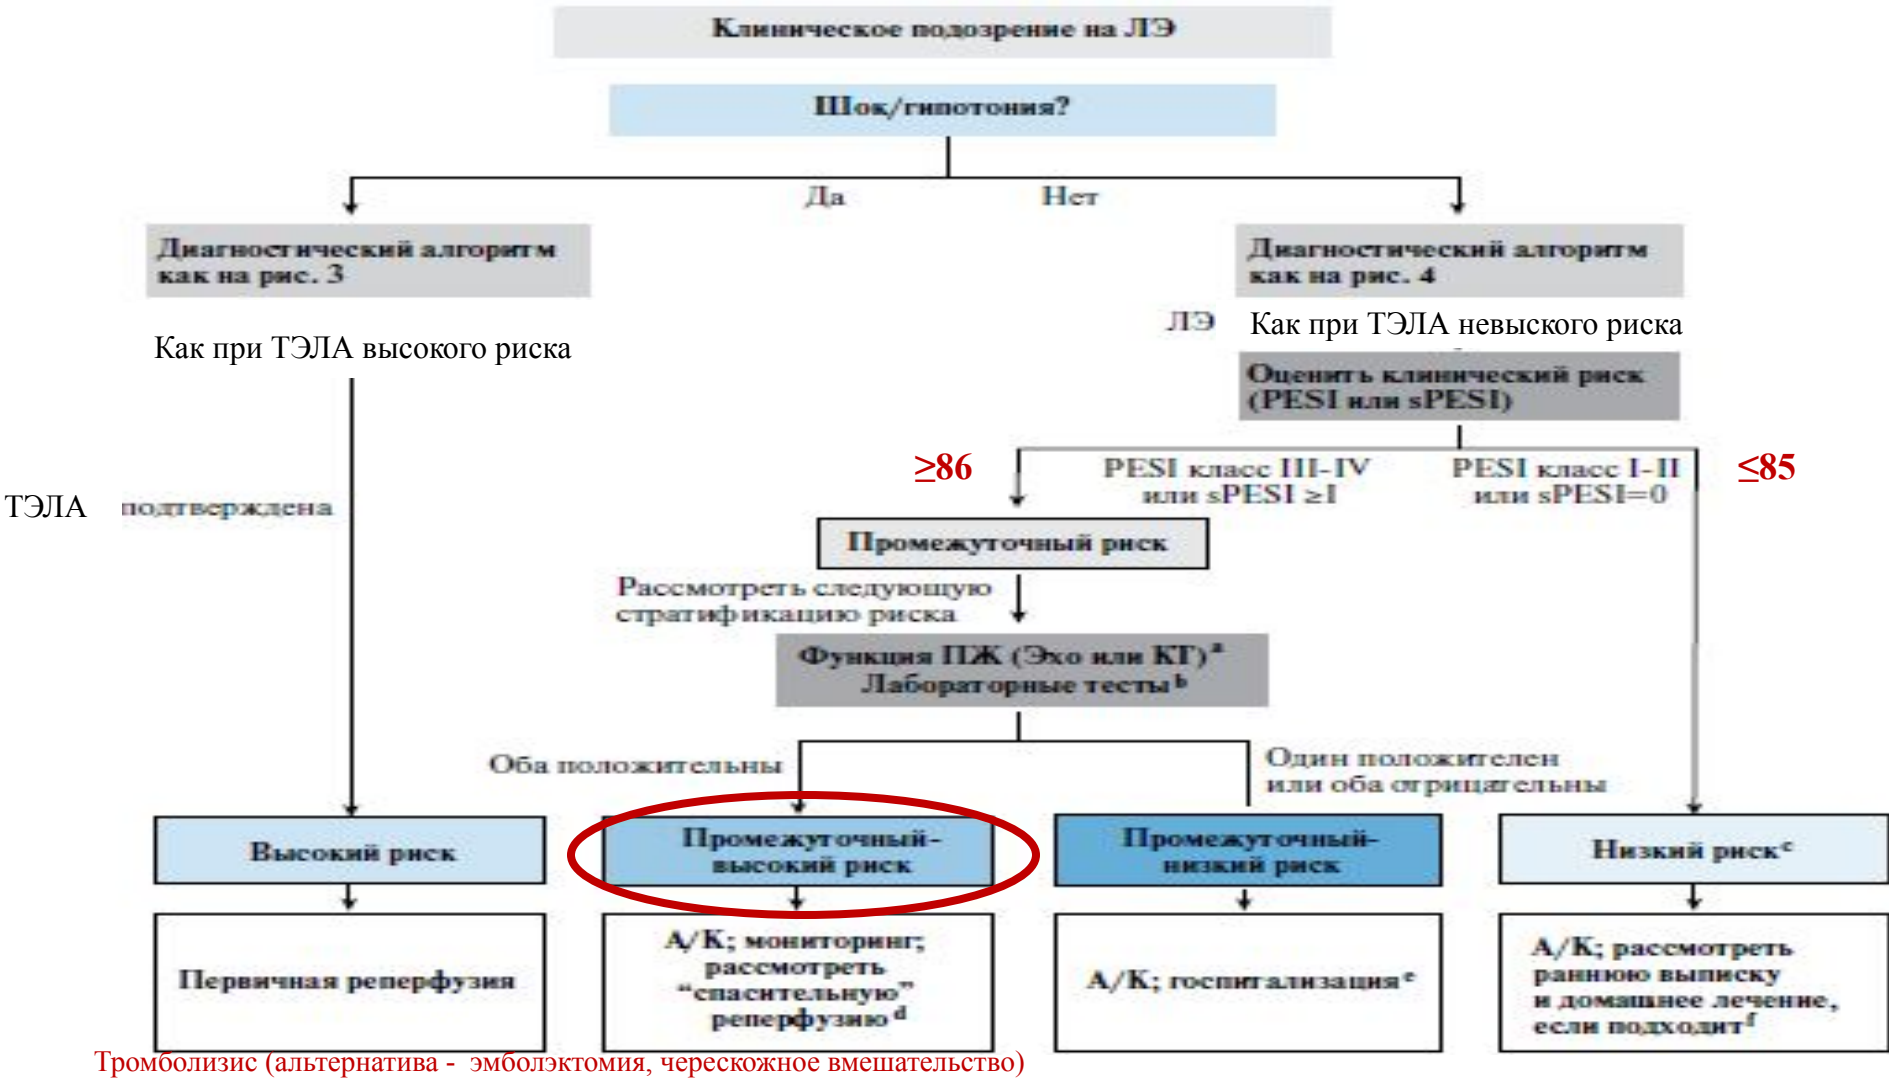 Клиническое подозрение на ЛЭ
Шок/гипотония?
Да
Нет
Диагностический алгоритм
как на рис. 3
Диагностический алгоритм
как на рис. 4
Как при ТЭЛА высокого риска
ЛЭ
Как при ТЭЛА невыского риска
Оценить клинический риск
(PESI или sPESI)
≥86
PESI класс III-IV
или sPESI ≥I
PESI класс I-II
или sPESI=0
≤85
ТЭЛА подтверждена
Промежуточный риск
Рассмотреть следующую
стратификацию риска
Функция ПЖ (Эхо или КТ)a
Лабораторные тесты b
Оба положительны
Один положителен
или оба отрицательны
Высокий риск
Промежуточный-
высокий риск
Промежуточный-
низкий риск
Низкий риск c
Первичная реперфузия
А/К; мониторинг;
рассмотреть
“спасительную”
реперфузию d
А/К; госпитализация e
А/К; рассмотреть
раннюю выписку
и домашнее лечение,
если подходит f
Тромболизис (альтернатива - эмболэктомия, черескожное вмешательство)